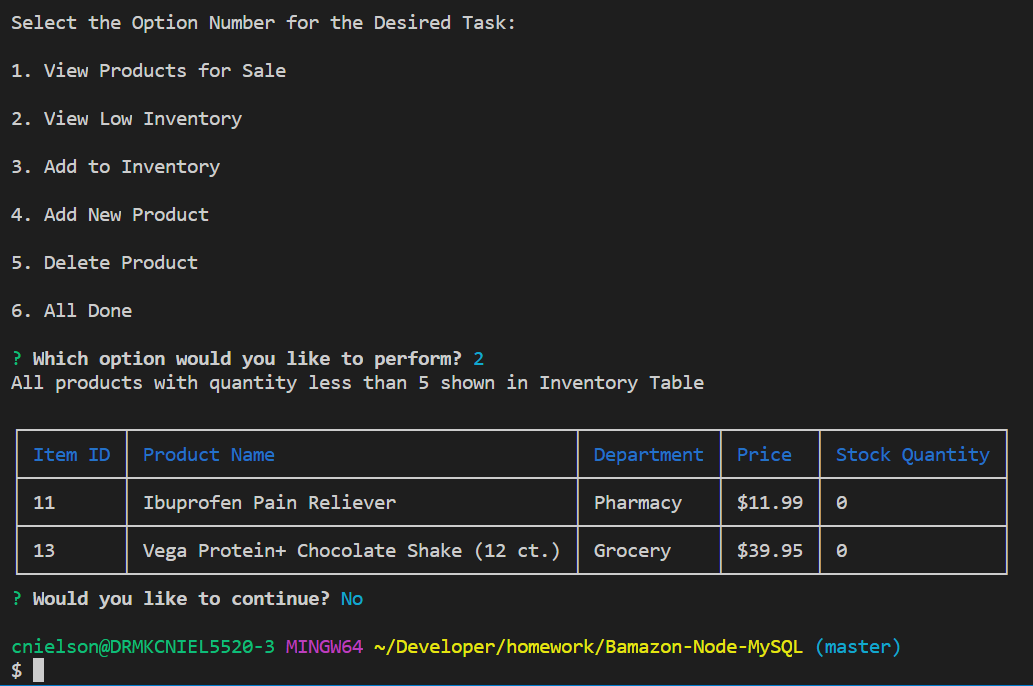 Select the Option Number for the Desired Task:
1. View Products for Sale
2. View Low Inventory
3. Add to Inventory
4. Add New Product
5. Delete Product
6. All Done
? Which option would you like to perform? 2
All products with quantity less than 5 shown in Inventory Table
Item ID Product Name Department Price Stock Quantity
11 Ibuprofen Pain Reliever Pharmacy $11.99 0
13 Vega Protein+ Chocolate Shake (12 ct.) Grocery $39.95 0
? Would you like to continue? No
cnielson@DRMKCNIEL5520-3 MINGW64 ~/Developer/homework/Bamazon-Node-MySQL (master)
$